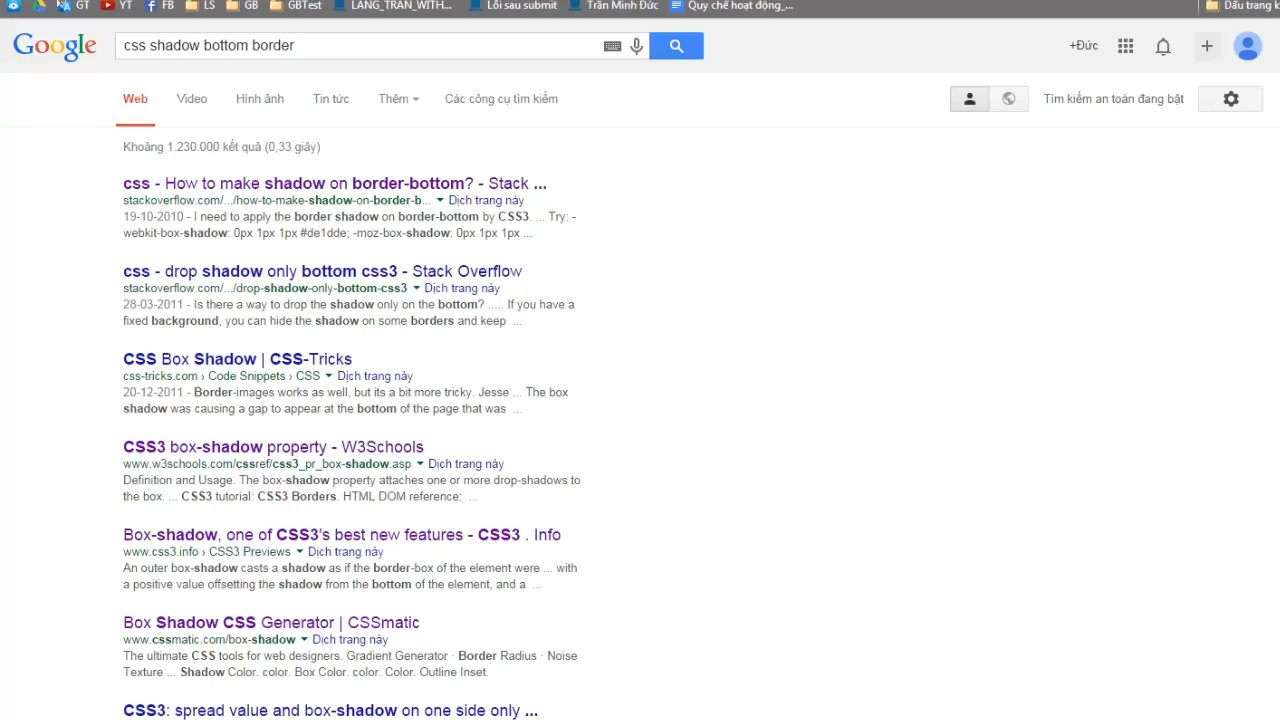 GT YT FB LS GB GBTest LANG_TRAN_WITH... Lỗi sau submit Trần Minh Đức Quy chế hoạt động_... Dấu trang k
Google css shadow bottom border +Đức
Web Video Hình ảnh Tin tức Thêm Các công cụ tìm kiếm Tìm kiếm an toàn đang bật
Khoảng 1.230.000 kết quả (0,33 giây)
css - How to make shadow on border-bottom? - Stack ...
stackoverflow.com/.../how-to-make-shadow-on-border-b... Dịch trang này
19-10-2010 - I need to apply the border shadow on border-bottom by CSS3. ... Try: -
webkit-box-shadow: 0px 1px 1px #de1dde; -moz-box-shadow: 0px 1px 1px ...
css - drop shadow only bottom css3 - Stack Overflow
stackoverflow.com/.../drop-shadow-only-bottom-css3 Dịch trang này
28-03-2011 - Is there a way to drop the shadow only on the bottom? ..... If you have a
fixed background, you can hide the shadow on some borders and keep ...
CSS Box Shadow | CSS-Tricks
css-tricks.com › Code Snippets › CSS Dịch trang này
20-12-2011 - Border-images works as well, but its a bit more tricky. Jesse ... The box
shadow was causing a gap to appear at the bottom of the page that was ...
CSS3 box-shadow property - W3Schools
www.w3schools.com/cssref/css3_pr_box-shadow.asp Dịch trang này
Definition and Usage. The box-shadow property attaches one or more drop-shadows to
the box. ... CSS3 tutorial: CSS3 Borders. HTML DOM reference: ...
Box-shadow, one of CSS3's best new features - CSS3 . Info
www.css3.info › CSS3 Previews Dịch trang này
An outer box-shadow casts a shadow as if the border-box of the element were ... with
a positive value offsetting the shadow from the bottom of the element, and a ...
Box Shadow CSS Generator | CSSmatic
www.cssmatic.com/box-shadow Dịch trang này
The ultimate CSS tools for web designers. Gradient Generator · Border Radius · Noise
Texture ... Shadow Color. color. Box Color. color. Color. Outline Inset.
CSS3: spread value and box-shadow on one side only ...